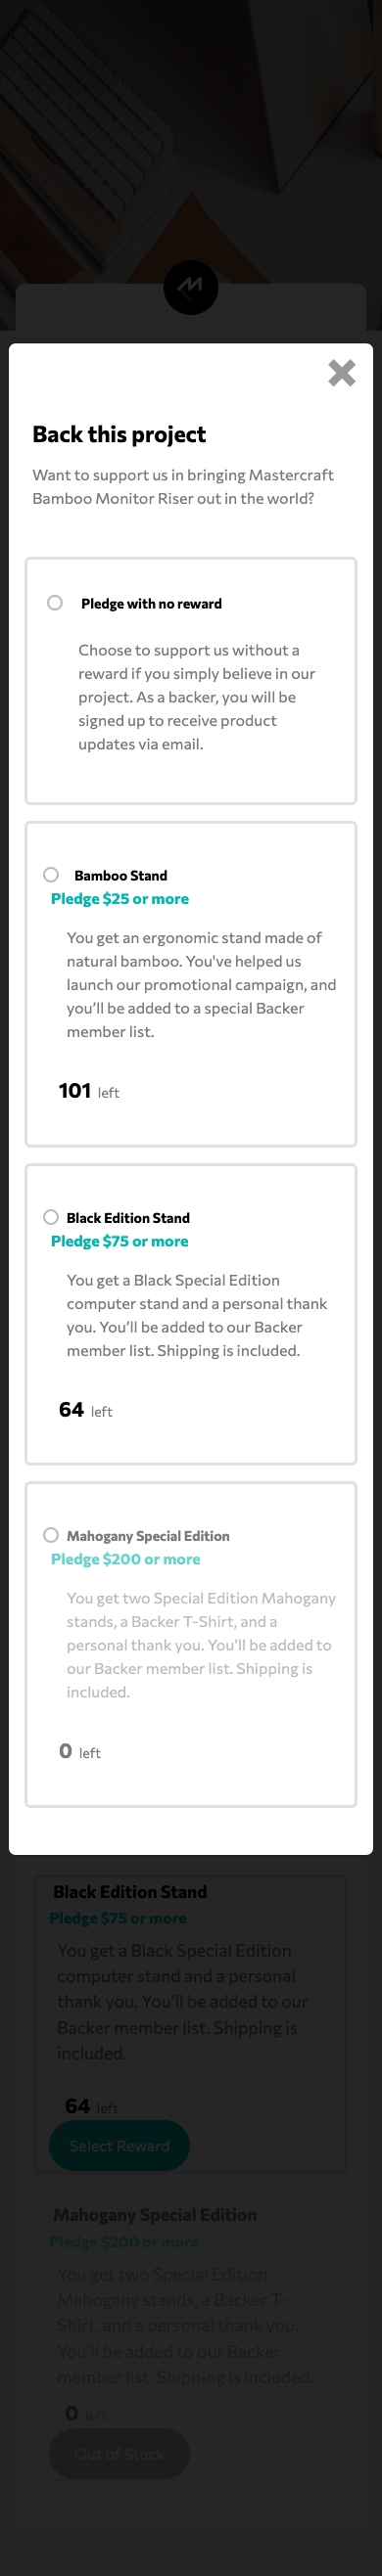 Back this project
Want to support us in bringing Mastercraft
Bamboo Monitor Riser out in the world?
Pledge with no reward
Choose to support us without a
reward if you simply believe in our
project. As a backer, you will be
signed up to receive product
updates via email.
Bamboo Stand
Pledge $25 or more
You get an ergonomic stand made of
natural bamboo. You've helped us
launch our promotional campaign, and
you’ll be added to a special Backer
member list.
101 left
Black Edition Stand
Pledge $75 or more
You get a Black Special Edition
computer stand and a personal thank
you. You’ll be added to our Backer
member list. Shipping is included.
64 left
Mahogany Special Edition
Pledge $200 or more
You get two Special Edition Mahogany
stands, a Backer T-Shirt, and a
personal thank you. You’ll be added to
our Backer member list. Shipping is
included.
0 left
Black Edition Stand
Pledge $75 or more
You get a Black Special Edition
computer stand and a personal
thank you. You’ll be added to our
Backer member list. Shipping is
included.
64 left
Select Reward
Mahogany Special Edition
Pledge $200 or more
You get two Special Edition
Mahogany stands, a Backer T-
Shirt, and a personal thank you.
You’ll be added to our Backer
member list. Shipping is included.
0 left
Out of Stock